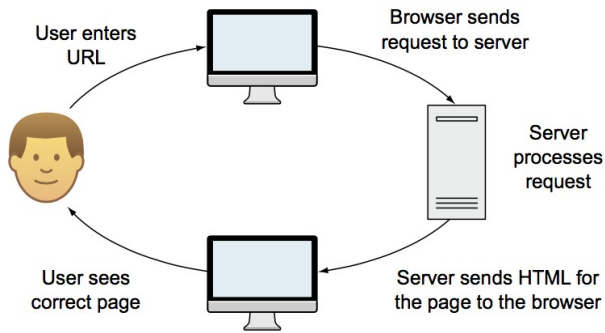 User enters
URL
Browser sends
request to server
Server
processes
request
Server sends HTML for
the page to the browser
User sees
correct page